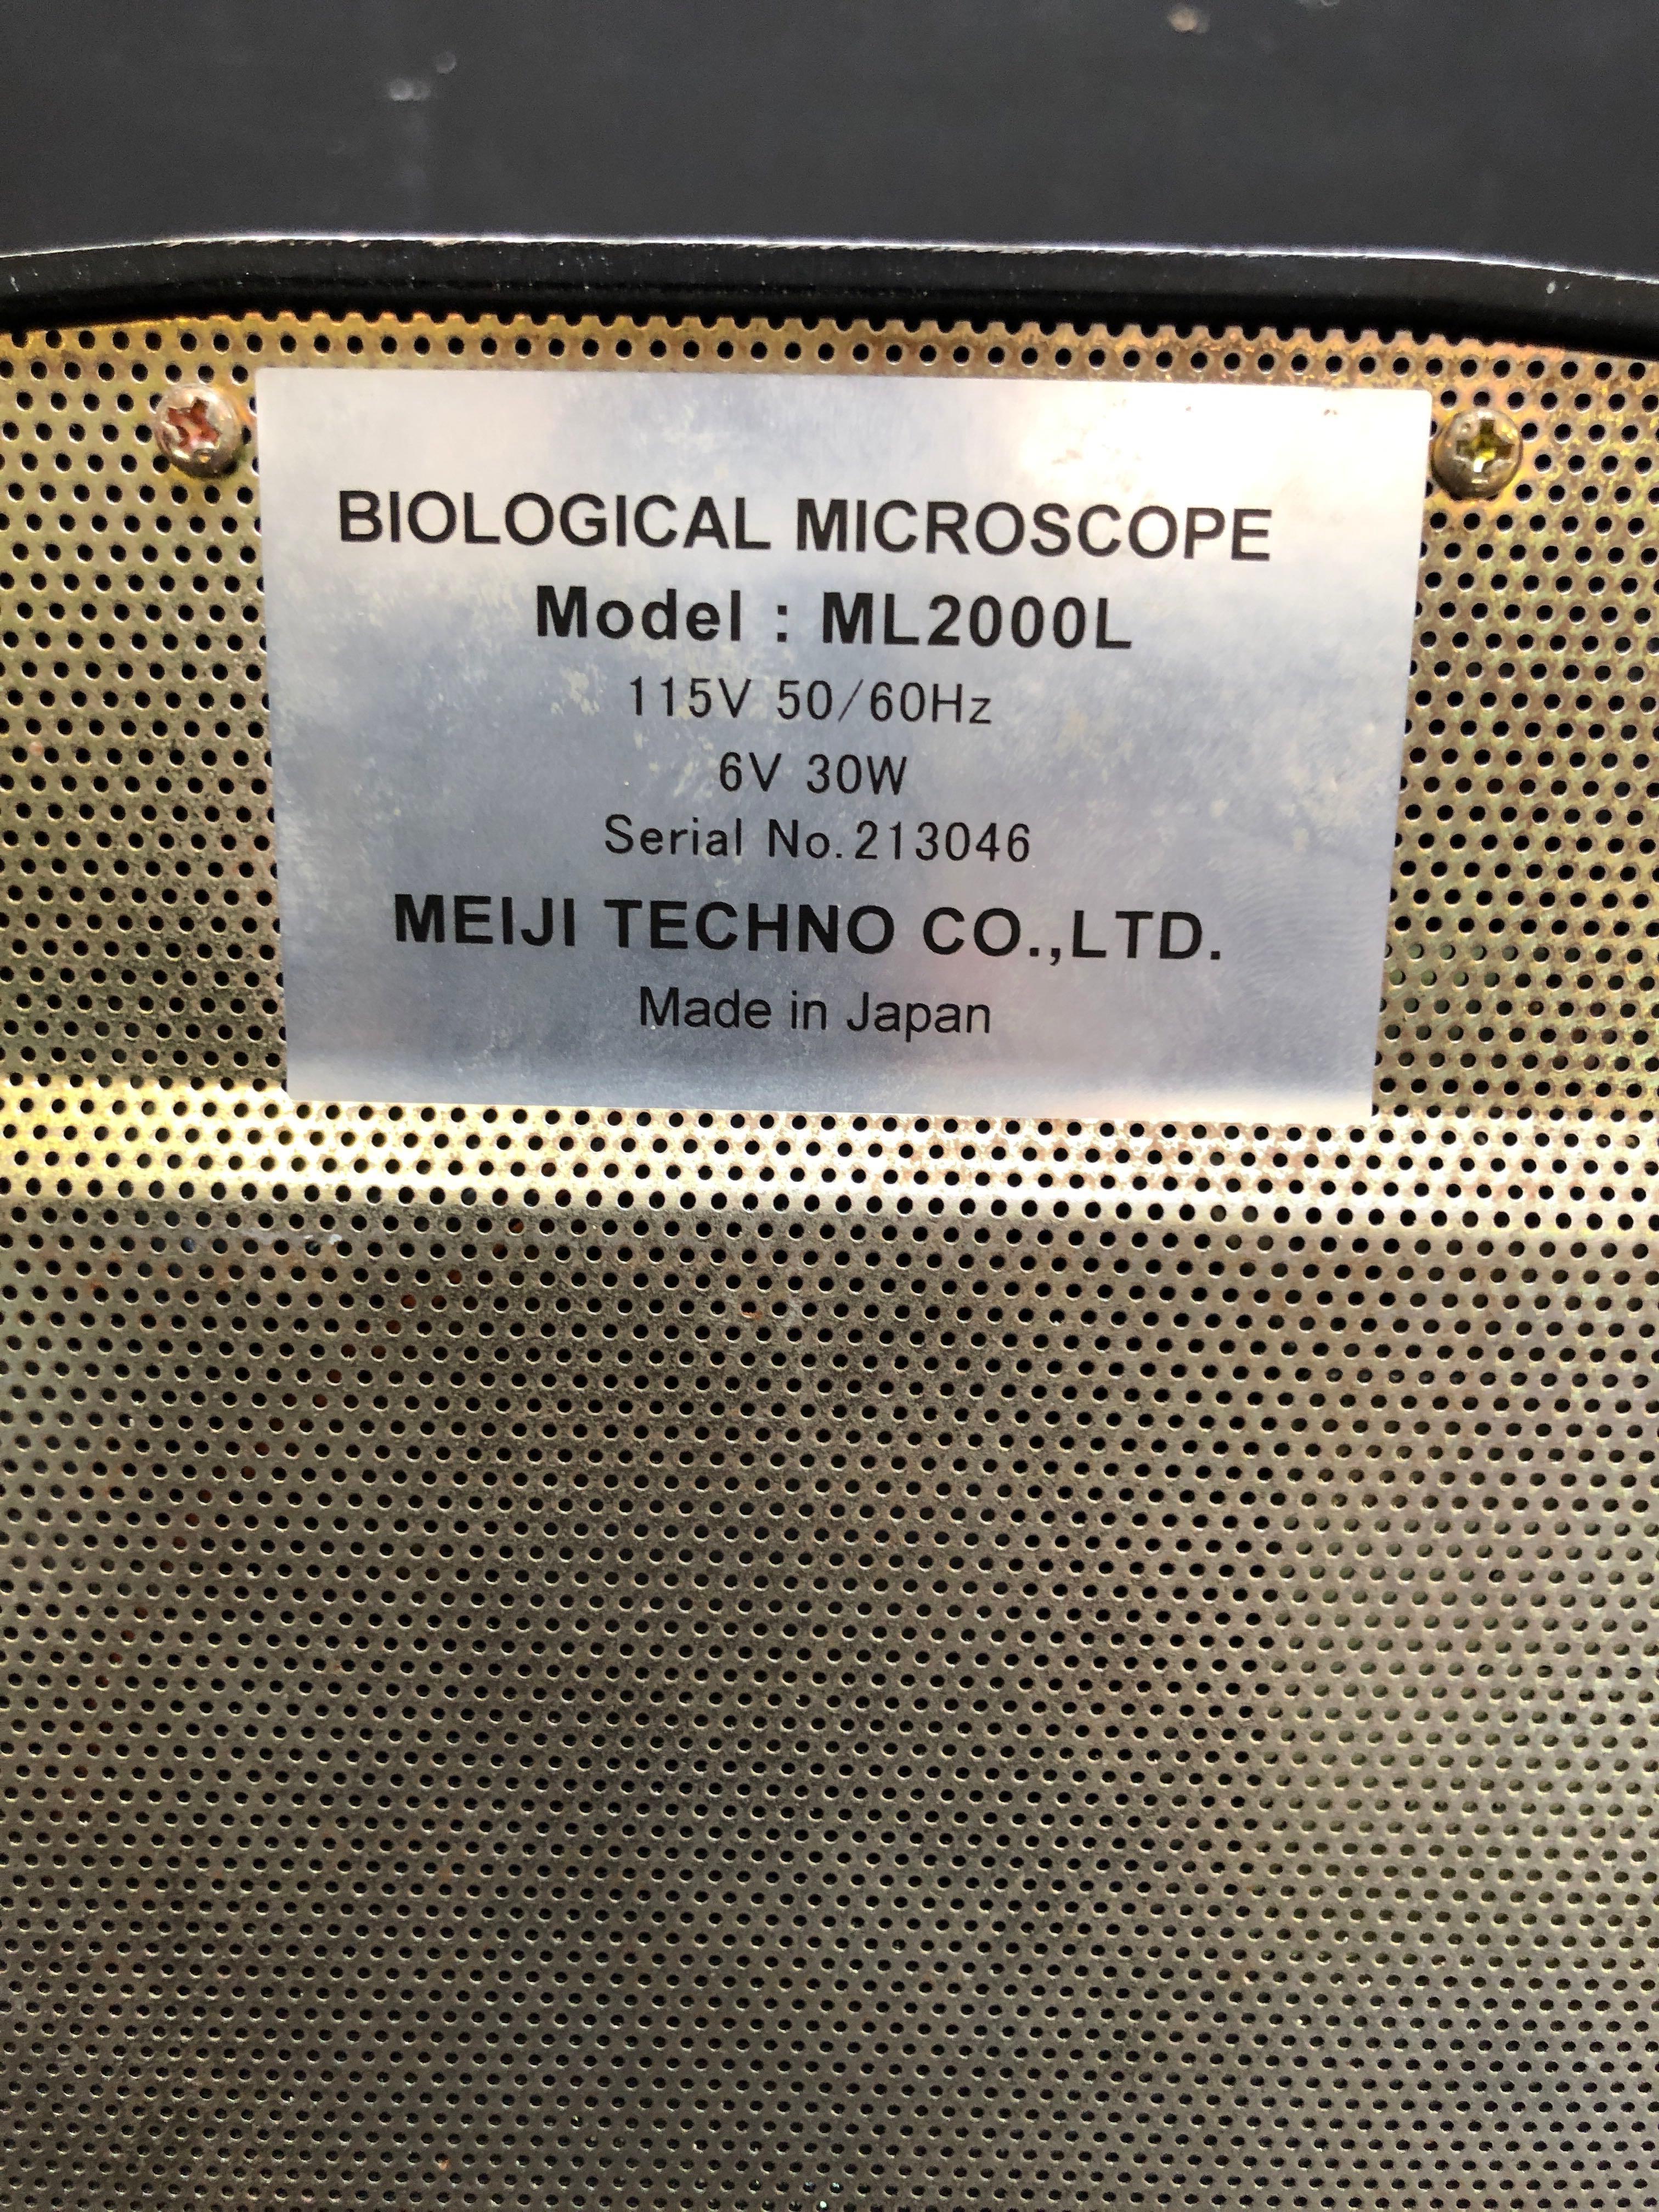 BIOLOGICAL MICROSCOPE
Model : ML2000L
115V 50/60Hz
6V 30W
Serial No.213046
MEIJI TECHNO CO.,LTD.
Made in Japan